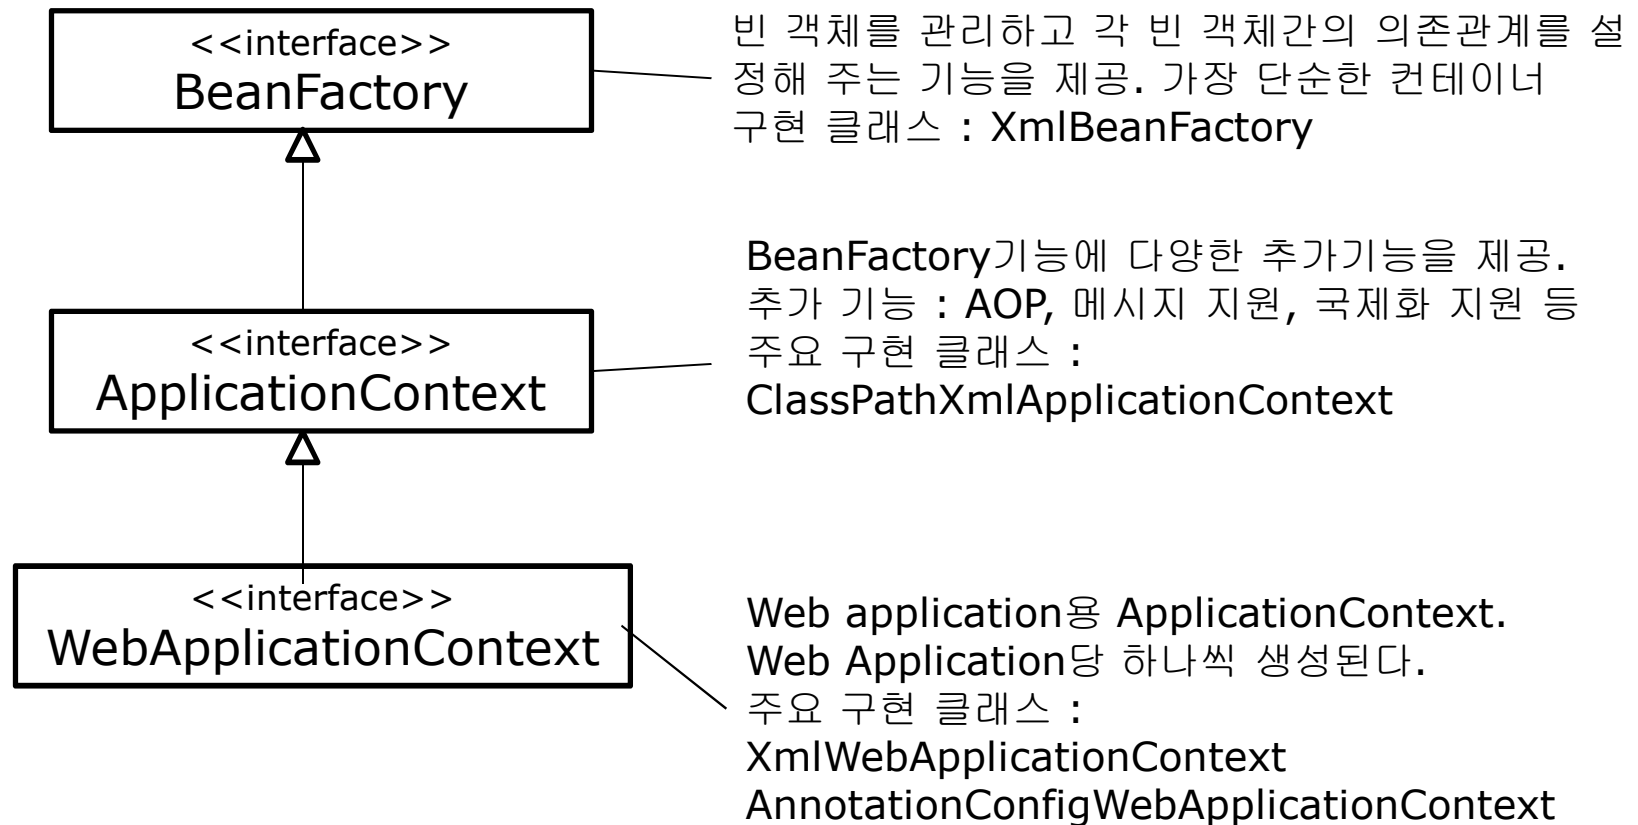 <<interface>>
BeanFactory
빈 객체를 관리하고 각 빈 객체간의 의존관계를 설
정해 주는 기능을 제공. 가장 단순한 컨테이너
구현 클래스 : XmlBeanFactory
BeanFactory기능에 다양한 추가기능을 제공.
추가 기능 : AOP, 메시지 지원, 국제화 지원 등
주요 구현 클래스 :
ClassPathXmlApplicationContext
<<interface>>
ApplicationContext
<<interface>>
WebApplicationContext
Web application용 ApplicationContext.
Web Application당 하나씩 생성된다.
주요 구현 클래스 :
XmlWebApplicationContext
AnnotationConfigWebApplicationContext